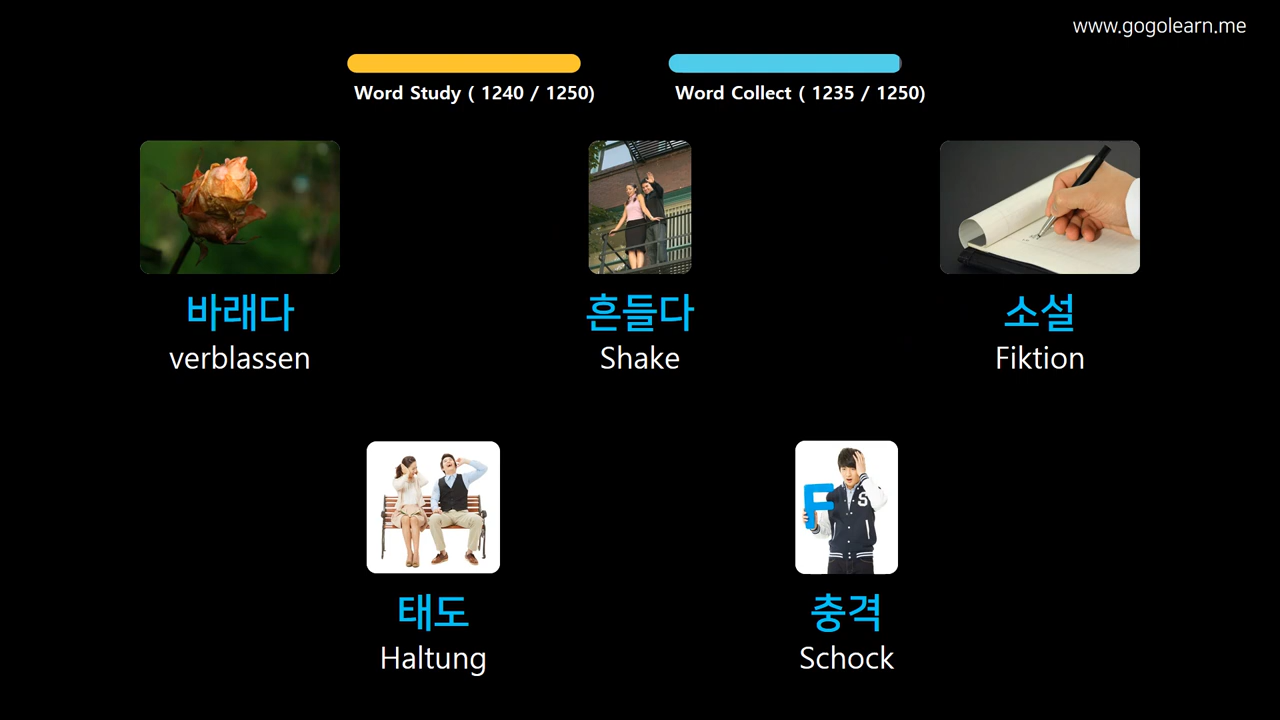 www.gogolearn.me
Word Study ( 1240 / 1250)
Word Collect ( 1235 / 1250)
바래다
verblassen
흔들다
Shake
소설
Fiktion
태도
Haltung
F
S
충격
Schock